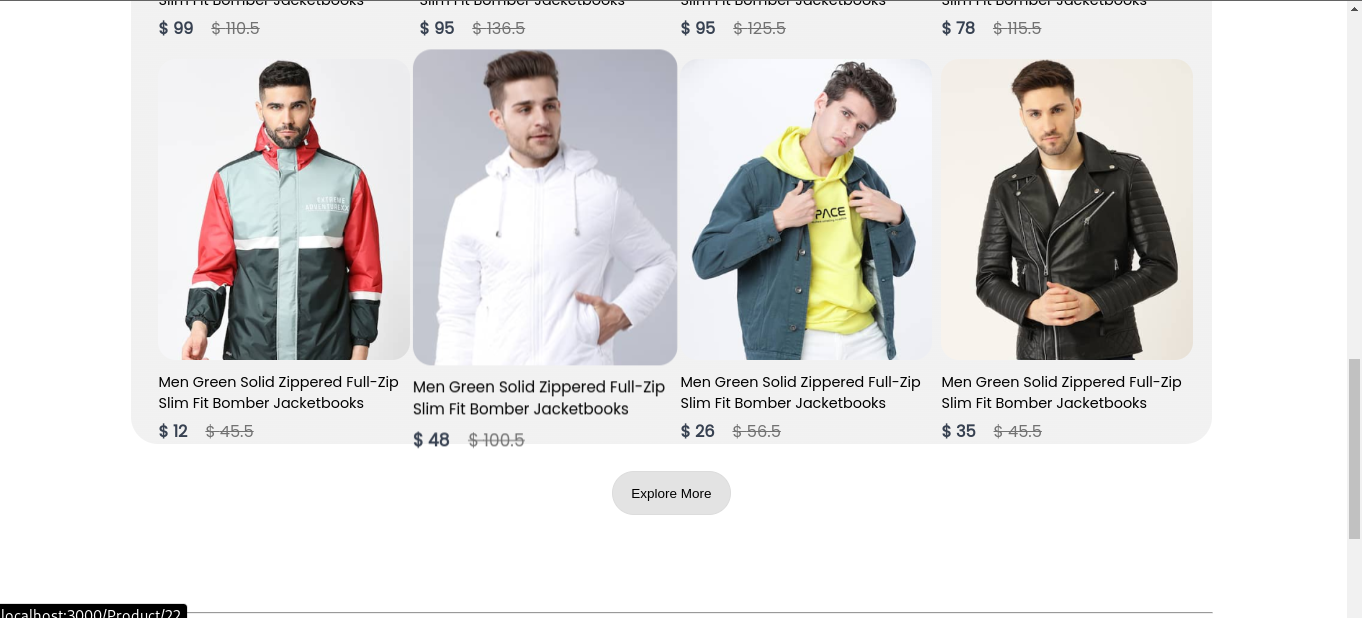 Slim Fit Bomber Jacketbooks Slim Fit Bomber Jacketbooks Slim Fit Bomber Jacketbooks Slim Fit Bomber Jacketbooks
$ 99 $ 110.5 $ 95 $ 136.5 $ 95 $ 125.5 $ 78 $ 115.5
EXTREME
ADVENTURE
PACE
Men Green Solid Zippered Full-Zip
Slim Fit Bomber Jacketbooks
$ 12 $ 45.5
Men Green Solid Zippered Full-Zip
Slim Fit Bomber Jacketbooks
$ 48 $ 100.5
Men Green Solid Zippered Full-Zip
Slim Fit Bomber Jacketbooks
$ 26 $ 56.5
Men Green Solid Zippered Full-Zip
Slim Fit Bomber Jacketbooks
$ 35 $ 45.5
Explore More
localhost:3000/Product/22